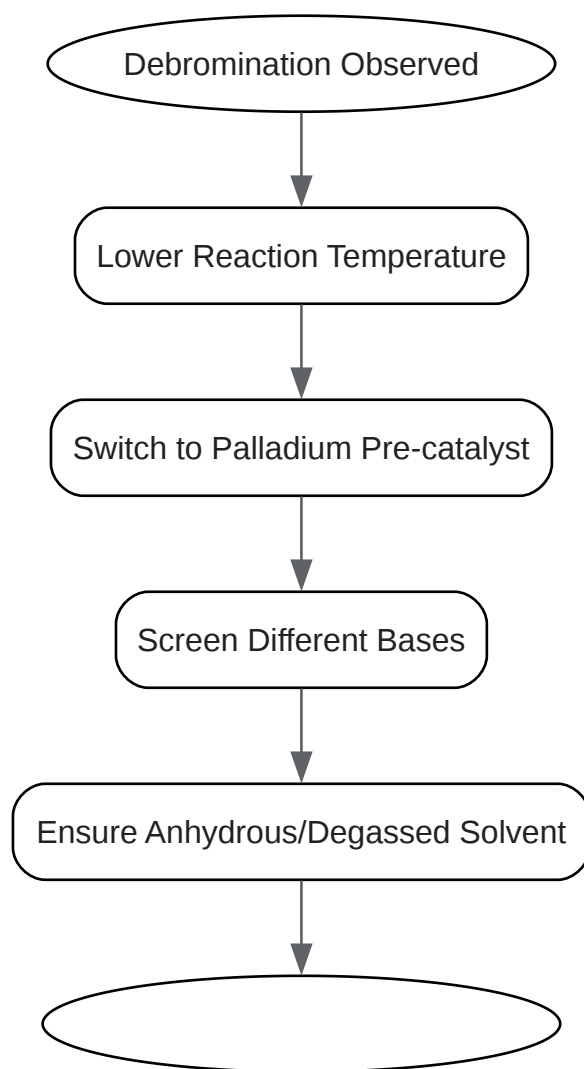 Debromination Observed
Lower Reaction Temperature
Switch to Palladium Pre-catalyst
Screen Different Bases
Ensure Anhydrous/Degassed Solvent